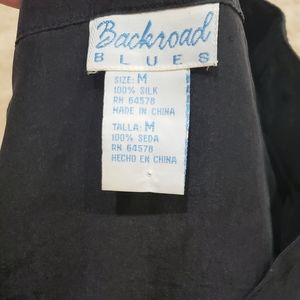 Backroad
BLUES
SIZE: M
100% SILK
RN 64578
MADE IN CHINA
TALLA: M
100% SEDA
RN 64578
HECHO EN CHINA